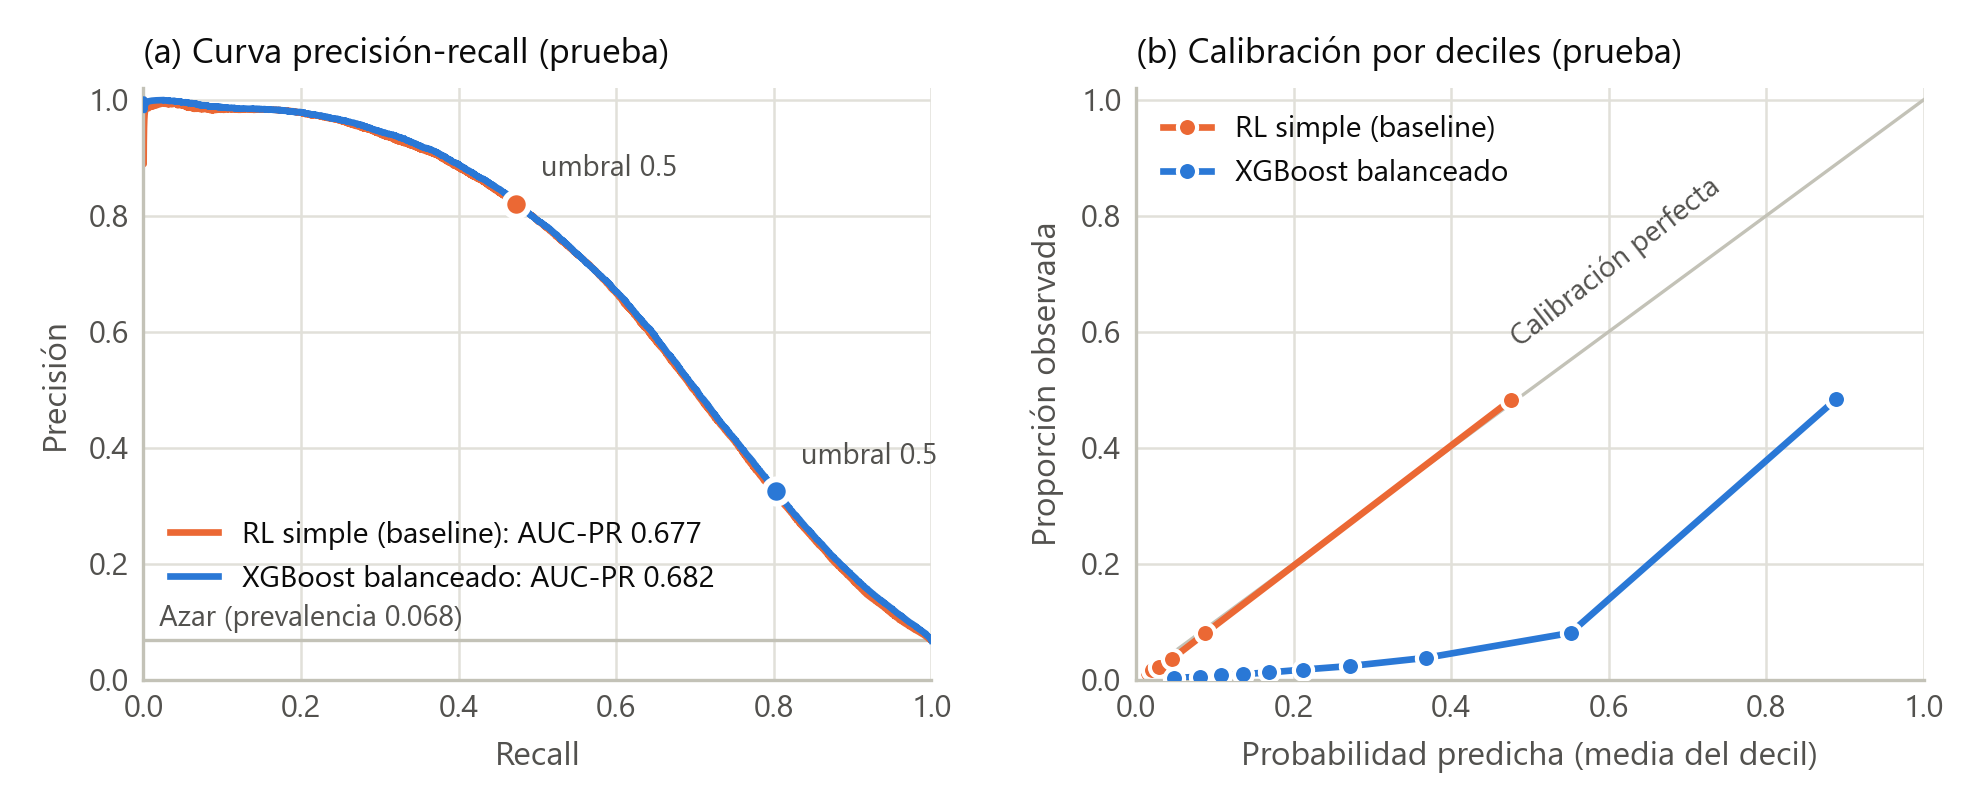 (a) Curva precisión-recall (prueba)
Precisión
1.0
0.8
0.6
0.4
0.2
0.0
umbral 0.5
umbral 0.5
RL simple (baseline): AUC-PR 0.677
XGBoost balanceado: AUC-PR 0.682
Azar (prevalencia 0.068)
0.0 0.2 0.4 0.6 0.8 1.0
Recall
(b) Calibración por deciles (prueba)
Proporción observada
1.0
0.8
0.6
0.4
0.2
0.0
RL simple (baseline)
XGBoost balanceado
Calibración perfecta
0.0 0.2 0.4 0.6 0.8 1.0
Probabilidad predicha (media del decil)